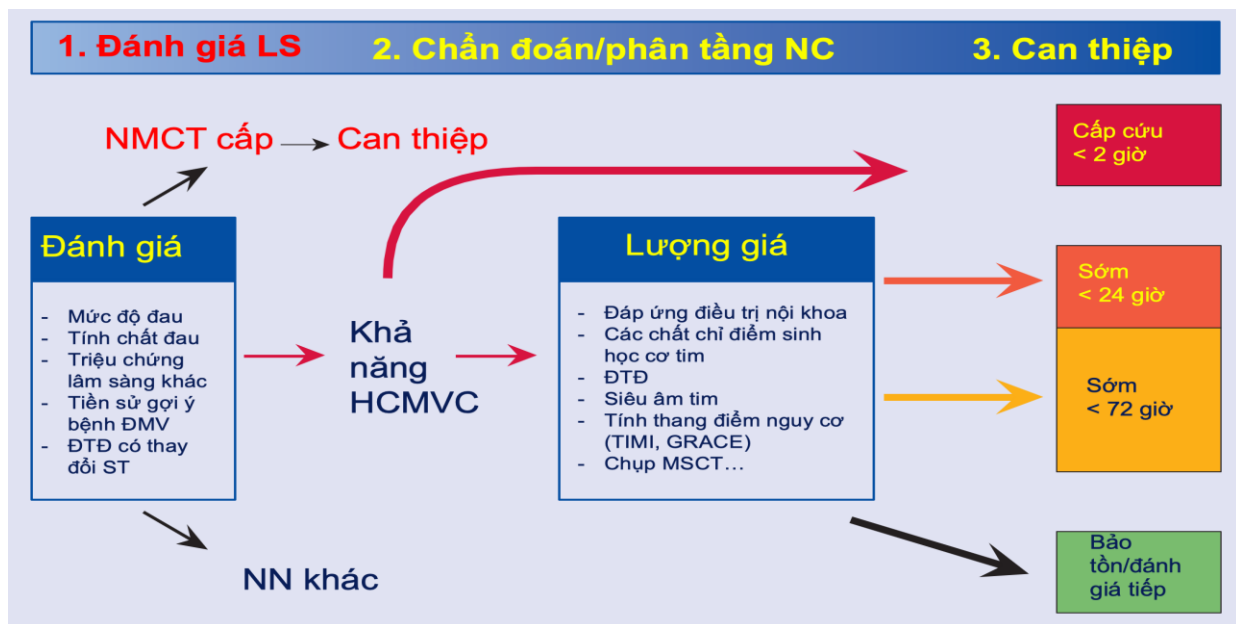 1. Đánh giá LS
2. Chẩn đoán/phân tầng NC
3. Can thiệp
NMCT cấp
Can thiệp
Đánh giá
- Mức độ đau
- Tính chất đau
- Triệu chứng
lâm sàng khác
- Tiền sử gợi ý
bệnh ĐMV
- ĐTĐ có thay
đổi ST
NN khác
Khả
năng
HCMVC
Lượng giá
- Đáp ứng điều trị nội khoa
- Các chất chỉ điểm sinh
học cơ tim
- ĐTĐ
- Siêu âm tim
- Tính thang điểm nguy cơ
(TIMI, GRACE)
- Chụp MSCT…
Cấp cứu
< 2 giờ
Sớm
< 24 giờ
Sớm
< 72 giờ
Bảo
tồn/đánh
giá tiếp